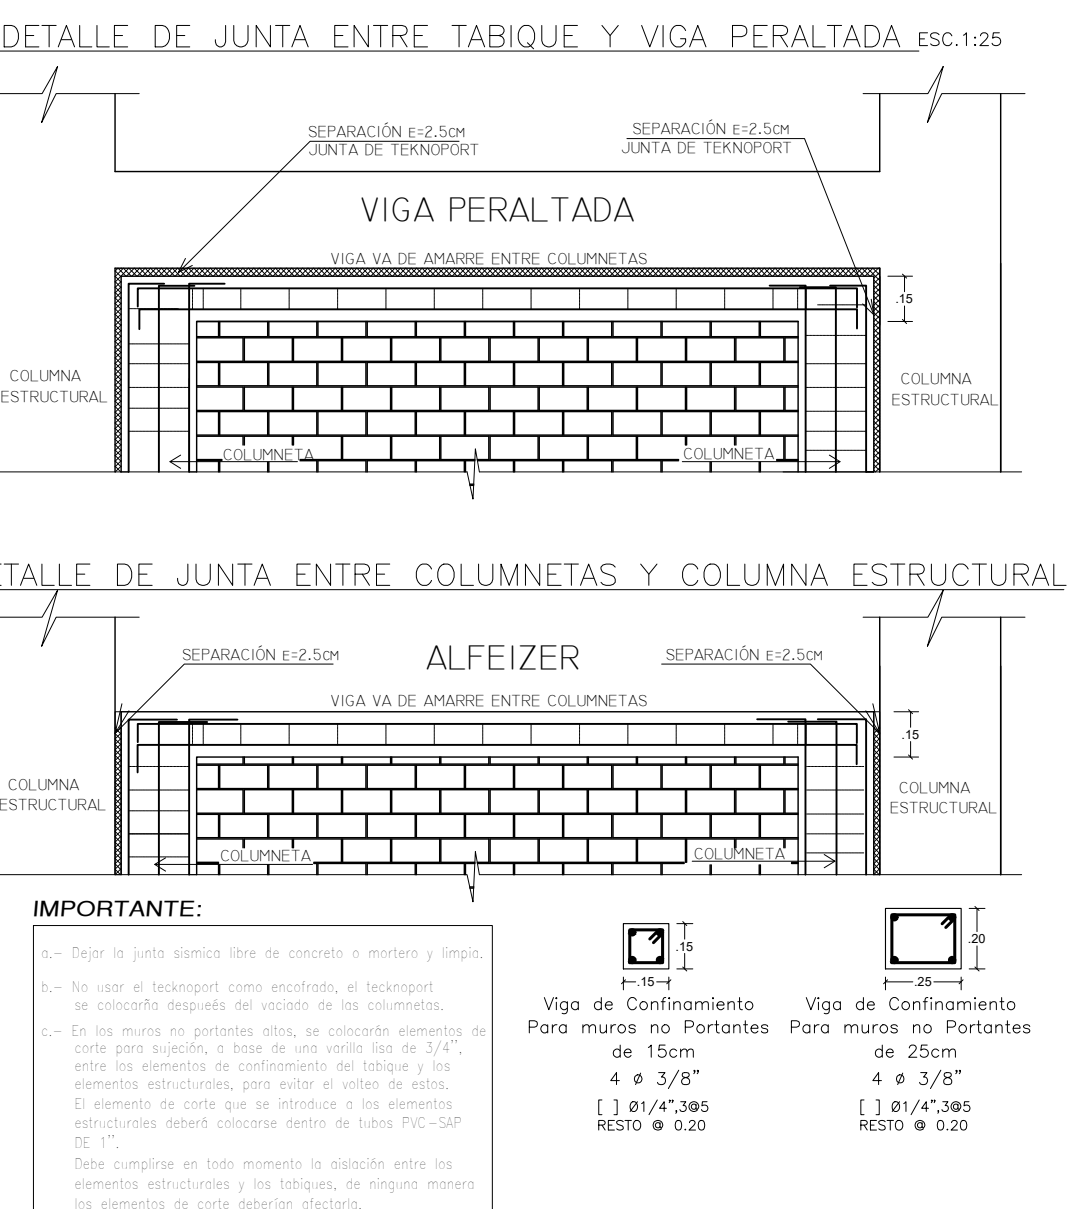 DETALLE DE JUNTA ENTRE TABIQUE Y VIGA PERALTADA ESC.1:25
SEPARACIÓN E=2.5CM
JUNTA DE TEKNOPORT
SEPARACIÓN E=2.5CM
JUNTA DE TEKNOPORT
VIGA PERALTADA
VIGA VA DE AMARRE ENTRE COLUMNETAS
.15
COLUMNA
ESTRUCTURAL
COLUMNA
ESTRUCTURAL
COLUMNETA
COLUMNETA
ETALLE DE JUNTA ENTRE COLUMNETAS Y COLUMNA ESTRUCTURAL
SEPARACIÓN E=2.5CM
ALFEIZER
SEPARACIÓN E=2.5CM
VIGA VA DE AMARRE ENTRE COLUMNETAS
.15
COLUMNA
ESTRUCTURAL
COLUMNA
ESTRUCTURAL
COLUMNETA
COLUMNETA
IMPORTANTE:
a.- Dejar la junta sismica libre de concreto o mortero y limpia.
b.- No usar el tecknoport como encofrado, el tecknoport
se colocarña despueés del vaciado de las columnetas.
c.- En los muros no portantes altos, se colocarán elementos de
corte para sujeción, a base de una varilla lisa de 3/4",
entre los elementos de confinamiento del tabique y los
elementos estructurales, para evitar el volteo de estos.
El elemento de corte que se introduce a los elementos
estructurales deberá colocarse dentro de tubos PVC-SAP
DE 1".
Debe cumplirse en todo momento la aislación entre los
elementos estructurales y los tabiques, de ninguna manera
los elementos de corte deberían afectarla.
.15
.15
Viga de Confinamiento
Para muros no Portantes
de 15cm
4 ø 3/8"
[ ] Ø1/4",3@5
RESTO @ 0.20
.20
.25
Viga de Confinamiento
Para muros no Portantes
de 25cm
4 ø 3/8"
[ ] Ø1/4",3@5
RESTO @ 0.20